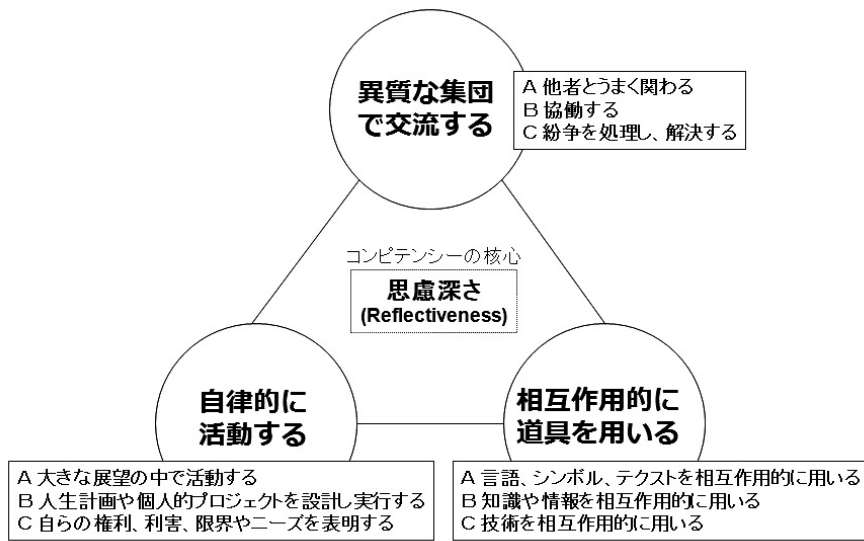 異質な集団
で交流する
A 他者とうまく関わる
B 協働する
C 紛争を処理し、解決する
コンピテンシーの核心
思慮深さ
(Reflectiveness)
自律的に
活動する
A 大きな展望の中で活動する
B 人生計画や個人的プロジェクトを設計し実行する
C 自らの権利、利害、限界やニーズを表明する
相互作用的に
道具を用いる
A 言語、シンボル、テクストを相互作用的に用いる
B 知識や情報を相互作用的に用いる
C 技術を相互作用的に用いる